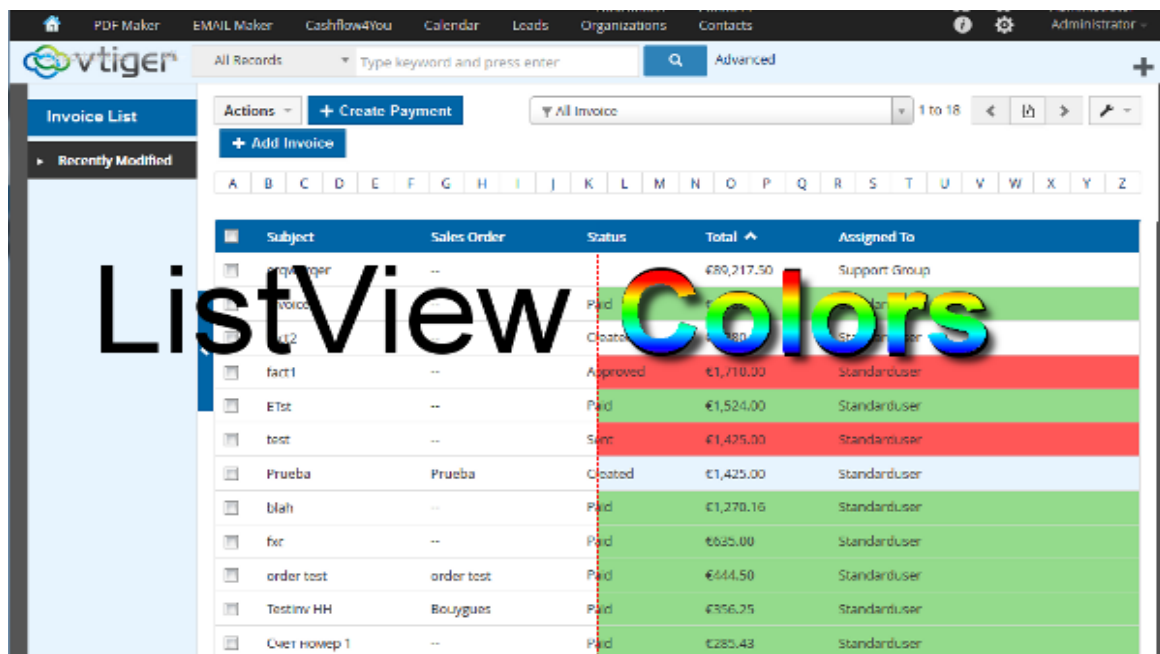 PDF Maker EMAIL Maker Cashflow4You Calendar Leads Organizations Contacts Administrator
vtiger All Records Type keyword and press enter Advanced
Invoice List Actions + Create Payment All Invoice 1 to 18
+ Add Invoice
Recently Modified
A B C D E F G H I J K L M N O P Q R S T U V W X Y Z
Subject Sales Order Status Total Assigned To
-- €89,217.50 Support Group
ListView Colors
Paid
fact1 -- Approved €1,710.00 Standarduser
ETst -- Paid €1,524.00 Standarduser
test -- Sent €1,425.00 Standarduser
Prueba Prueba Created €1,425.00 Standarduser
blah -- Paid €1,270.16 Standarduser
fxr -- Paid €635.00 Standarduser
order test order test Paid €444.50 Standarduser
Testinv HH Bouygues Paid €356.25 Standarduser
Счет номер 1 -- Paid €285.43 Standarduser